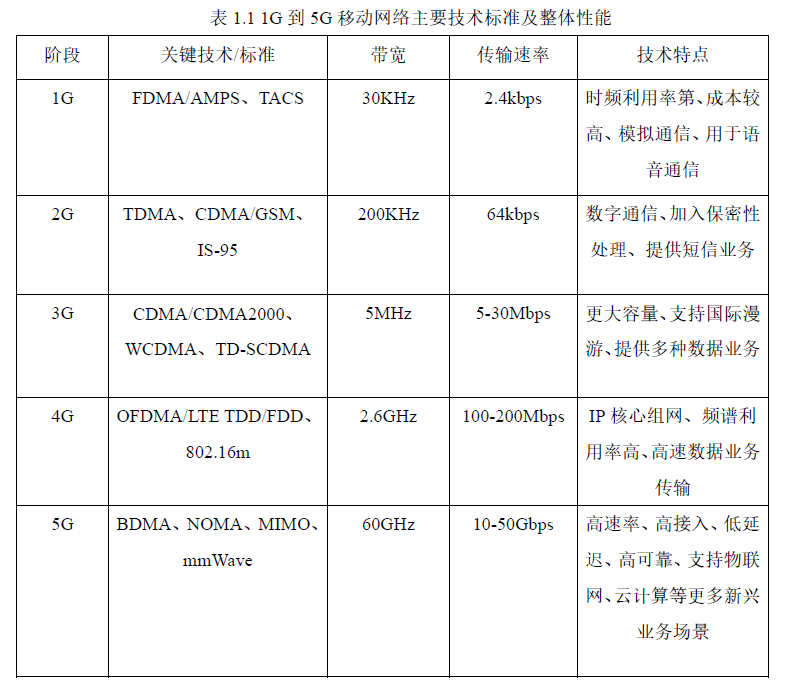 表 1.1 1G 到 5G 移动网络主要技术标准及整体性能
阶段 关键技术/标准 带宽 传输速率 技术特点
1G FDMA/AMPS、TACS 30KHz 2.4kbps 时频利用率第、成本较
高、模拟通信、用于语
音通信
2G TDMA、CDMA/GSM、 200KHz 64kbps 数字通信、加入保密性
IS-95 处理、提供短信业务
3G CDMA/CDMA2000、 5MHz 5-30Mbps 更大容量、支持国际漫
WCDMA、TD-SCDMA 游、提供多种数据业务
4G OFDMA/LTE TDD/FDD、 2.6GHz 100-200Mbps IP 核心组网、频谱利
802.16m 用率高、高速数据业务
传输
5G BDMA、NOMA、MIMO、 60GHz 10-50Gbps 高速率、高接入、低延
mmWave 迟、高可靠、支持物联
网、云计算等更多新兴
业务场景